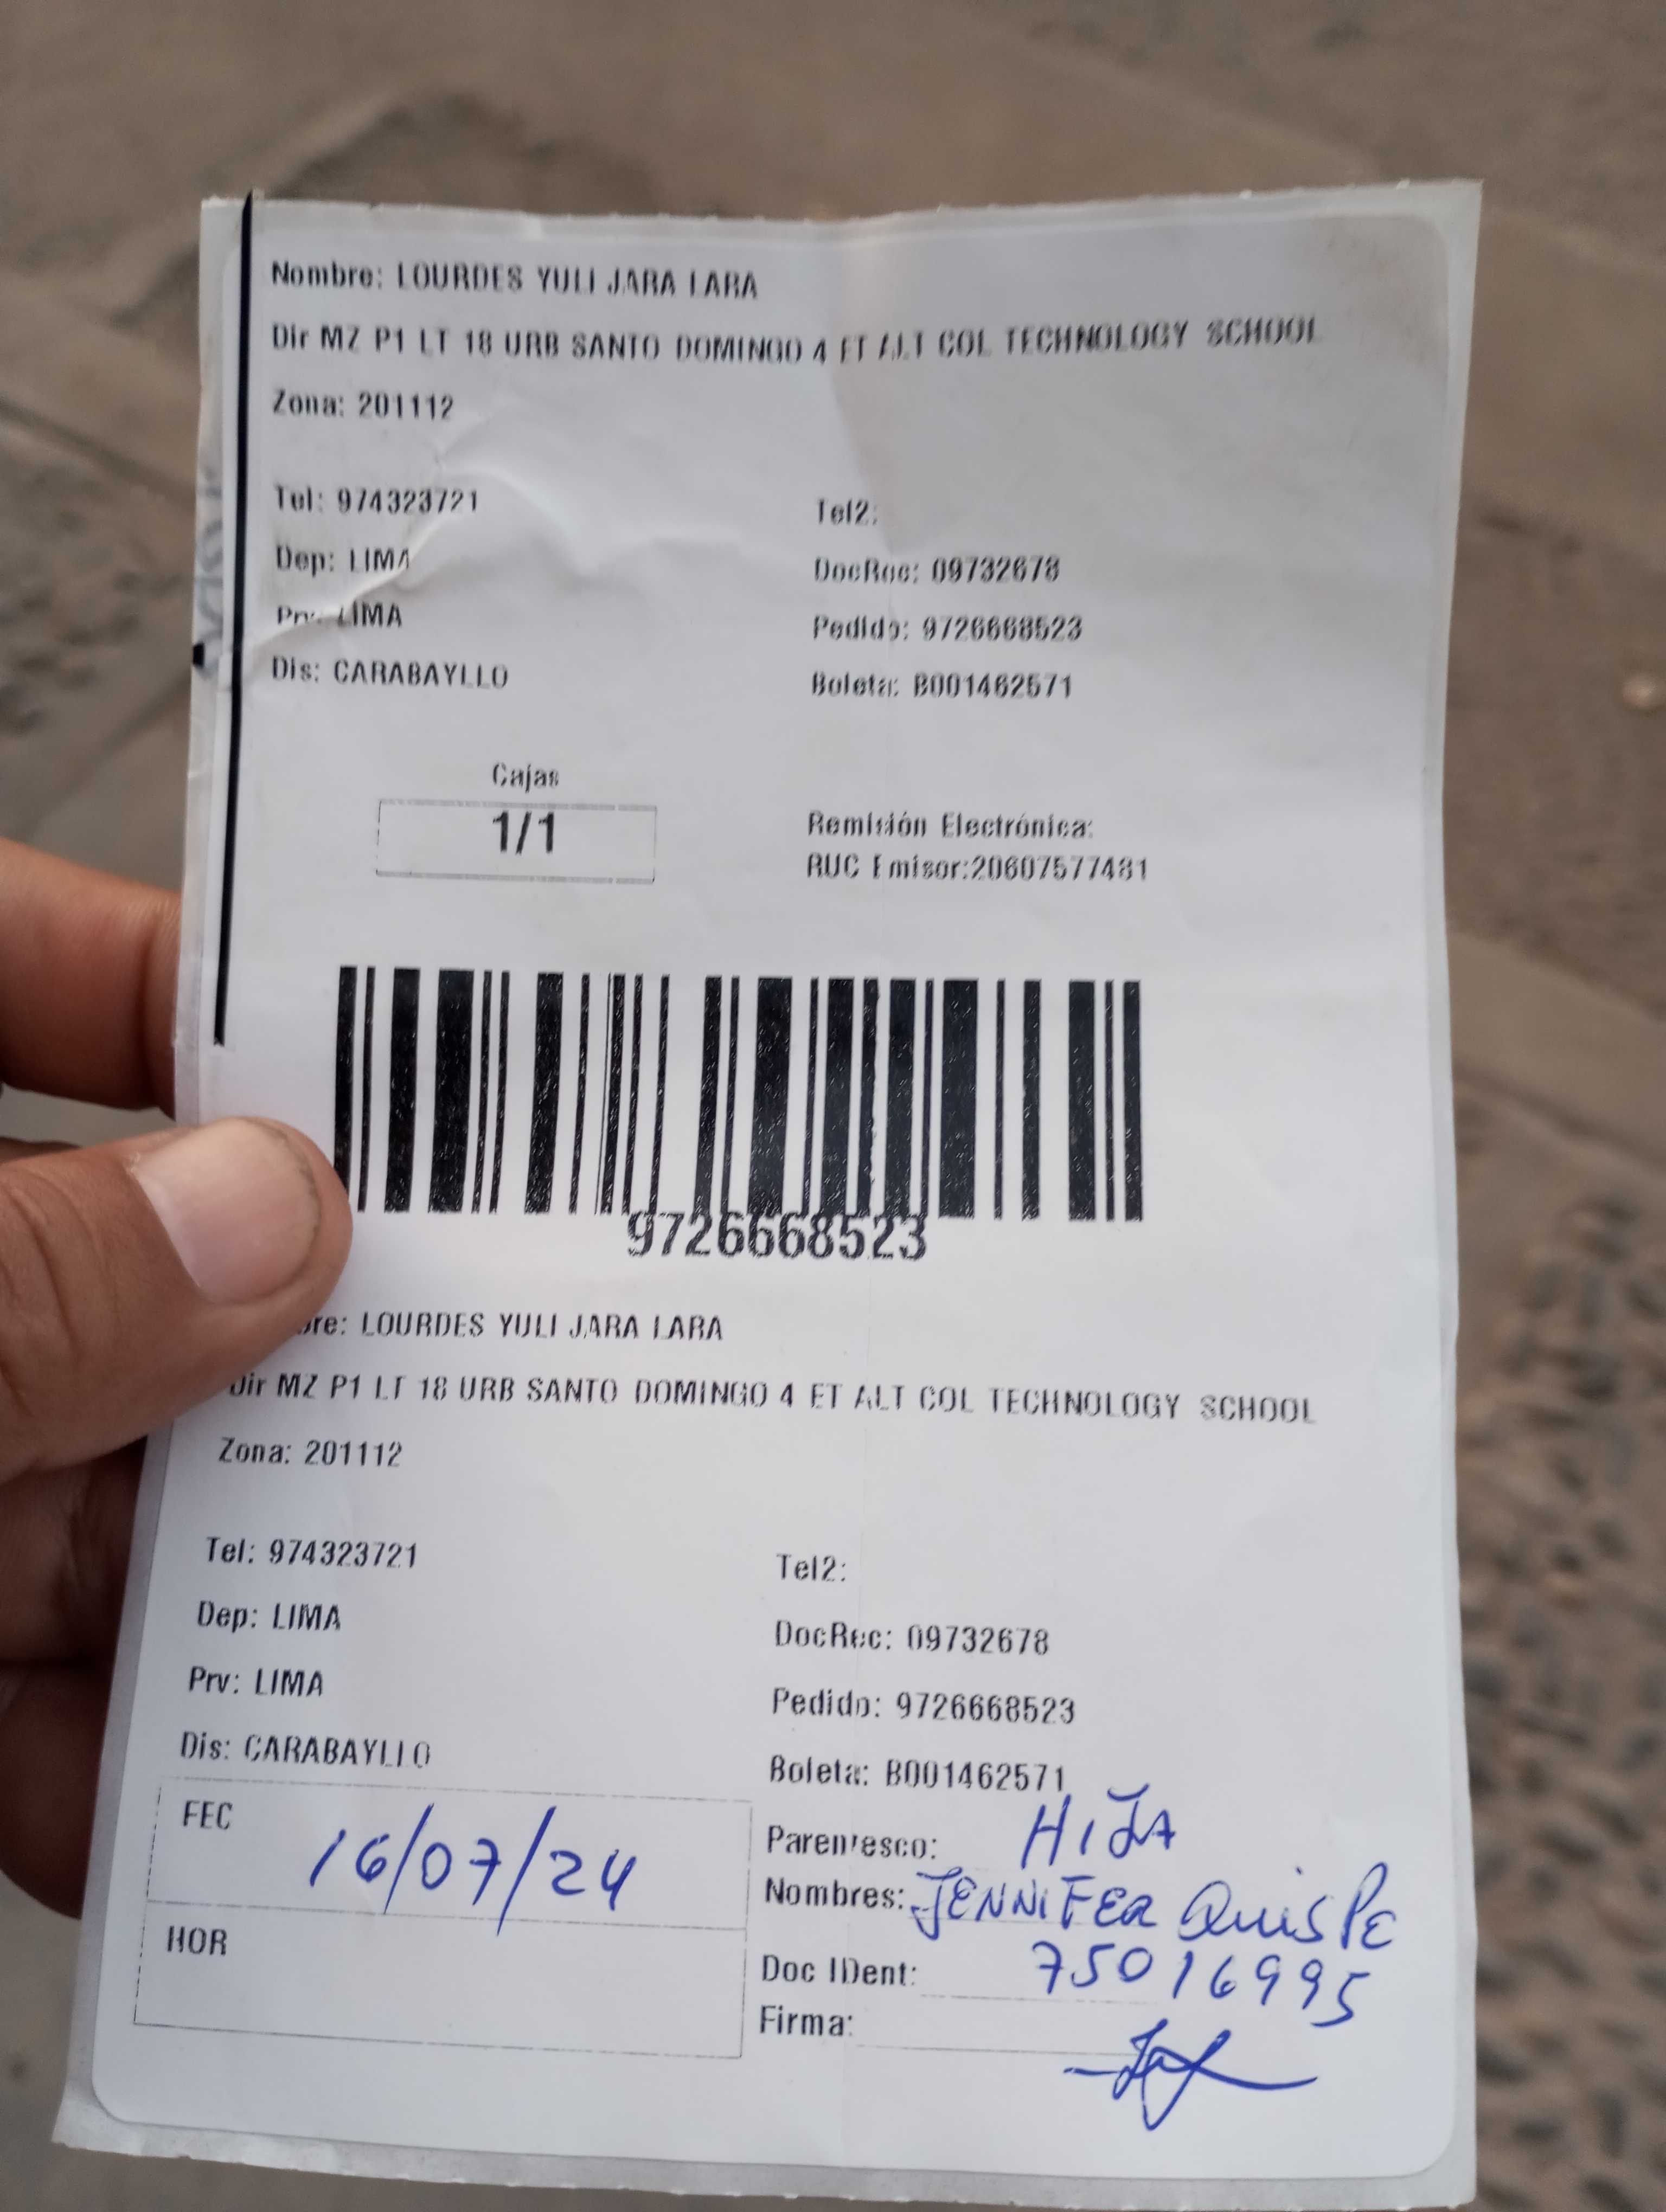 Nombre: LOURDES YULI JARA LARA
Dir MZ P1 LT 18 URB SANTO DOMINGO 4 ET ALT COL TECHNOLOGY SCHOOL
Zona: 201112
Tel: 974323721 Tel2:
Dep: LIMA DocRec: 09732678
Prv: LIMA Pedido: 9726668523
Dis: CARABAYLLO Boleta: B001462571
Cajas
1/1
Remisión Electrónica:
RUC Emisor:20607577481
9726668523
bre: LOURDES YULI JARA LARA
Dir MZ P1 LT 18 URB SANTO DOMINGO 4 ET ALT COL TECHNOLOGY SCHOOL
Zona: 201112
Tel: 974323721 Tel2:
Dep: LIMA DocRec: 09732678
Prv: LIMA Pedido: 9726668523
Dis: CARABAYLLO Boleta: B001462571
FEC 16/07/24
HOR
Parentesco: HIJA
Nombres: JENNIFER QUISPE
Doc IDent: 75016995
Firma: